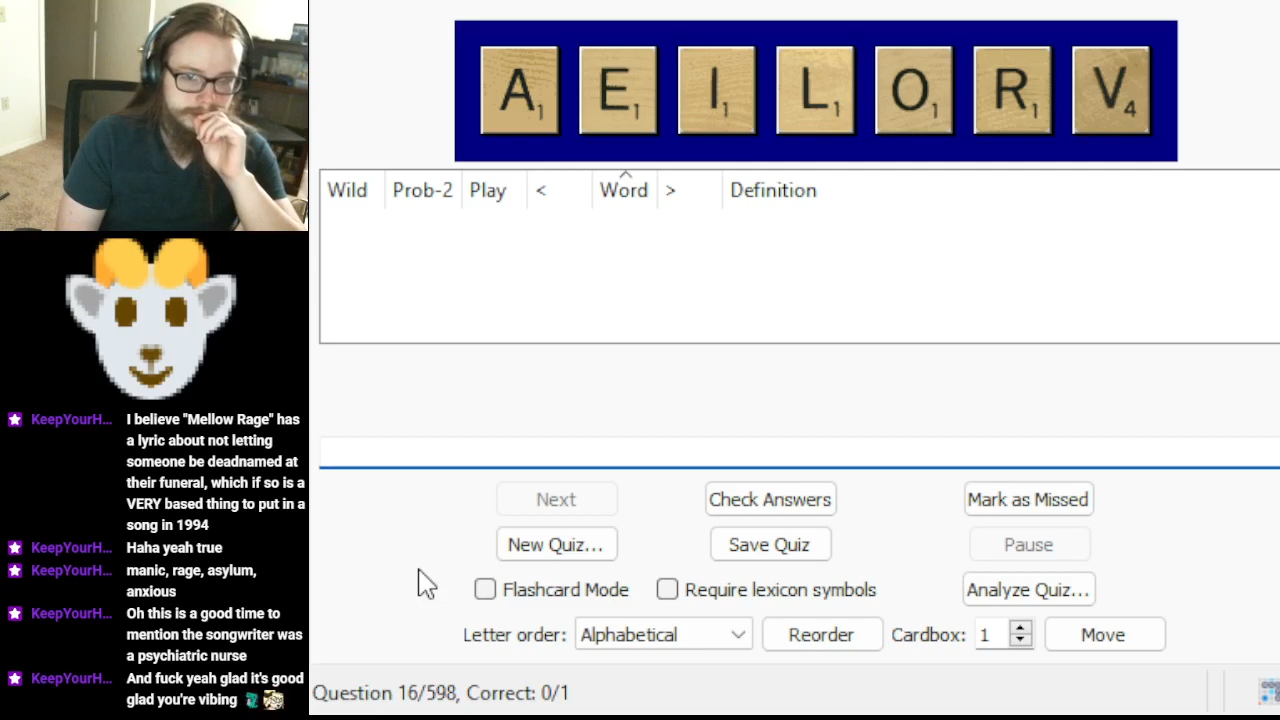 A1 E1 I1 L1 O1 R1 V4
Wild Prob-2 Play < Word > Definition
KeepYourH... I believe "Mellow Rage" has
a lyric about not letting
someone be deadnamed at
their funeral, which if so is a
VERY based thing to put in a
song in 1994
KeepYourH... Haha yeah true
KeepYourH... manic, rage, asylum,
anxious
KeepYourH... Oh this is a good time to
mention the songwriter was
a psychiatric nurse
KeepYourH... And fuck yeah glad it's good
glad you're vibing
Next Check Answers Mark as Missed
New Quiz... Save Quiz Pause
Flashcard Mode Require lexicon symbols Analyze Quiz...
Letter order: Alphabetical Reorder Cardbox: 1 Move
Question 16/598, Correct: 0/1